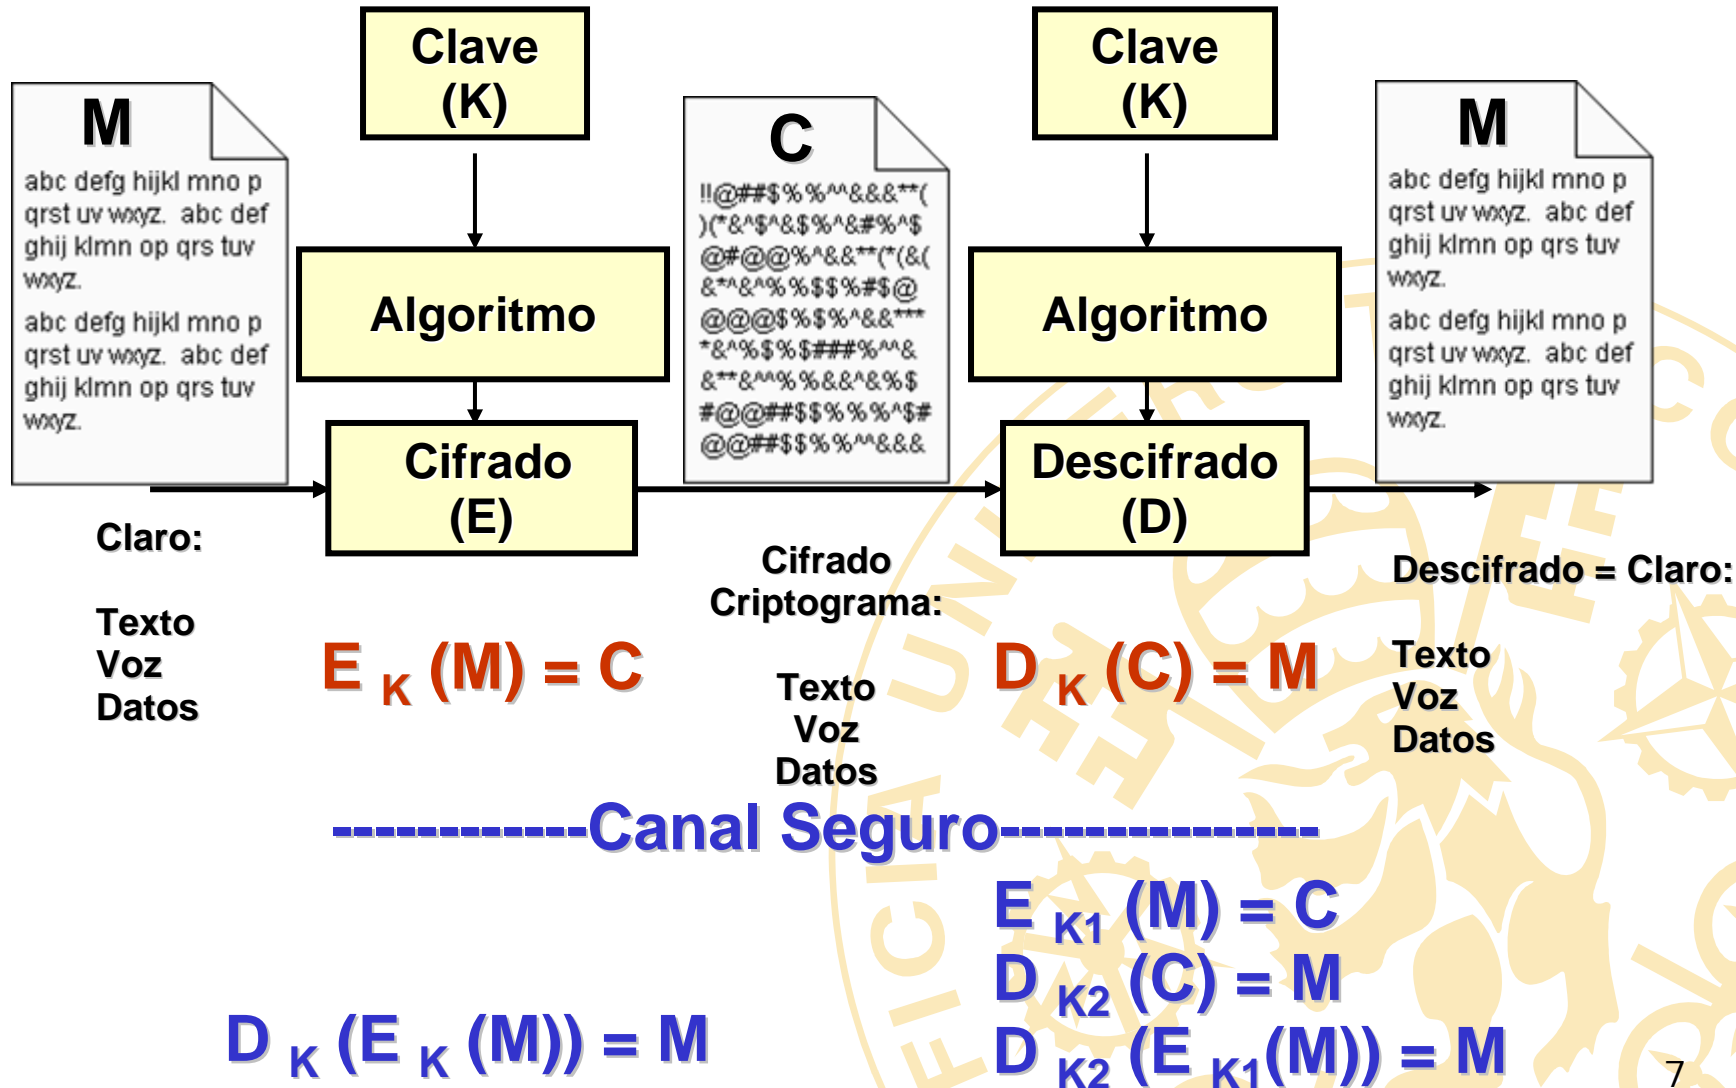 Clave
(K)
Clave
(K)
M
abc defg hijkl mno p
qrst uv wxyz. abc def
ghij klmn op qrs tuv
wxyz.
abc defg hijkl mno p
qrst uv wxyz. abc def
ghij klmn op qrs tuv
wxyz.
Algoritmo
Cifrado
(E)
C
!!@##$%%^^&&&**(
)(*&^$^&$%^&#%^$
@#@@%^&&**(*(&(
&*^&^%%$$%#$@
@@@$%$%^&&***
*&^%$%$###%^^&
&**&^^%%&&^&%$
#@@##$$%%%^$#
@@##$$%%^^&&&
Algoritmo
Descifrado
(D)
M
abc defg hijkl mno p
qrst uv wxyz. abc def
ghij klmn op qrs tuv
wxyz.
abc defg hijkl mno p
qrst uv wxyz. abc def
ghij klmn op qrs tuv
wxyz.
Claro:
Texto
Voz
Datos
E K (M) = C
Cifrado
Criptograma:
Texto
Voz
Datos
D K (C) = M
Descifrado = Claro:
Texto
Voz
Datos
------------Canal Seguro---------------
E K1 (M) = C
D K2 (C) = M
D K (E K (M)) = M
D K2 (E K1(M)) = M
7